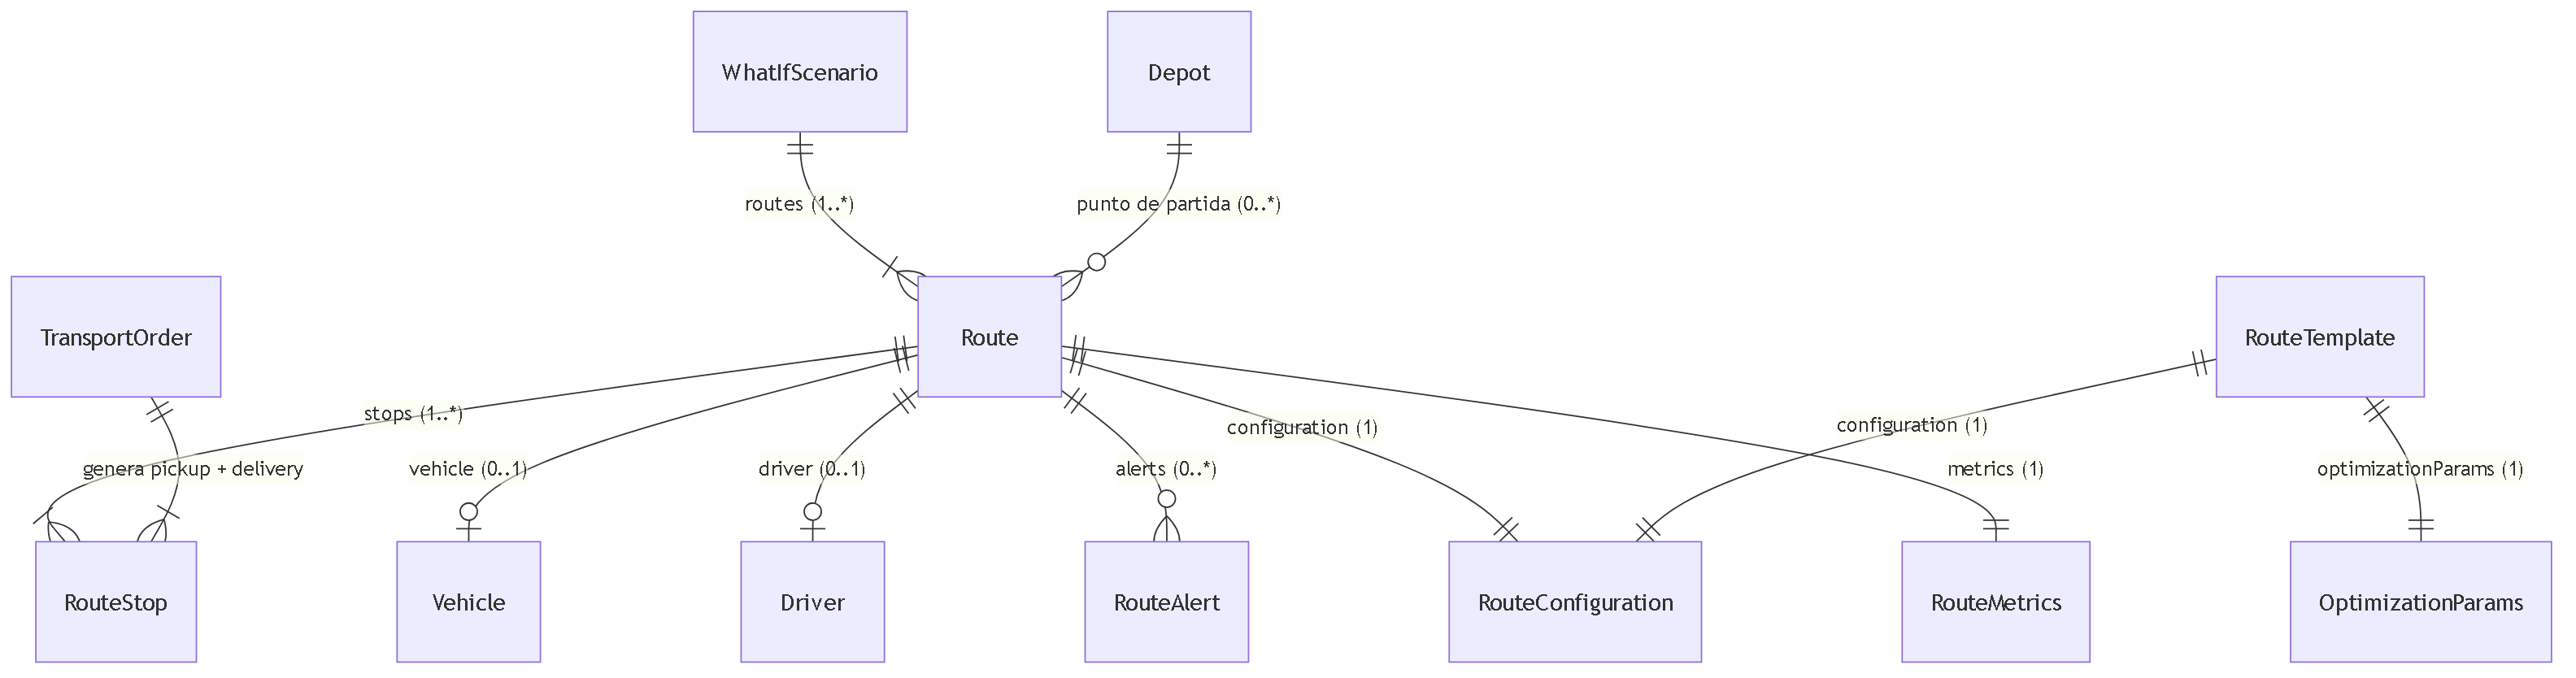 WhatIfScenario
Depot
routes (1..*)
punto de partida (0..*)
TransportOrder
Route
RouteTemplate
stops (1..*)
configuration (1)
configuration (1)
genera pickup + delivery
vehicle (0..1)
driver (0..1)
alerts (0..*)
metrics (1)
optimizationParams (1)
RouteStop
Vehicle
Driver
RouteAlert
RouteConfiguration
RouteMetrics
OptimizationParams